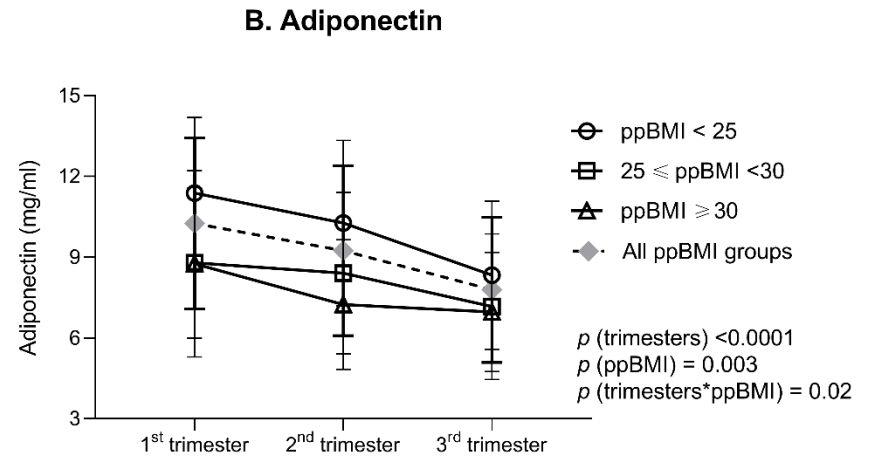 B. Adiponectin
15
12
9
6
3
Adiponectin (mg/ml)
1st trimester
2nd trimester
3rd trimester
ppBMI < 25
25 ⩽ ppBMI <30
ppBMI ⩾ 30
All ppBMI groups
p (trimesters) <0.0001
p (ppBMI) = 0.003
p (trimesters*ppBMI) = 0.02